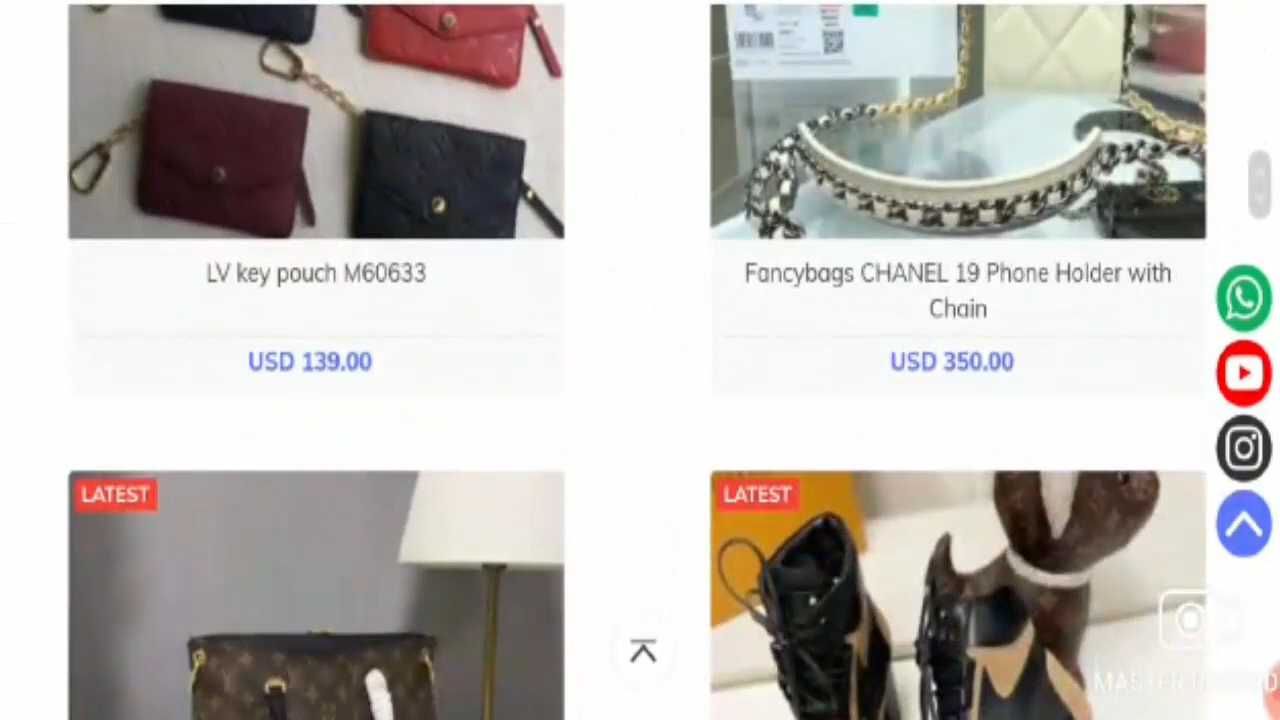 LV key pouch M60633
Fancybags CHANEL 19 Phone Holder with
Chain
USD 139.00
USD 350.00
LATEST
LATEST